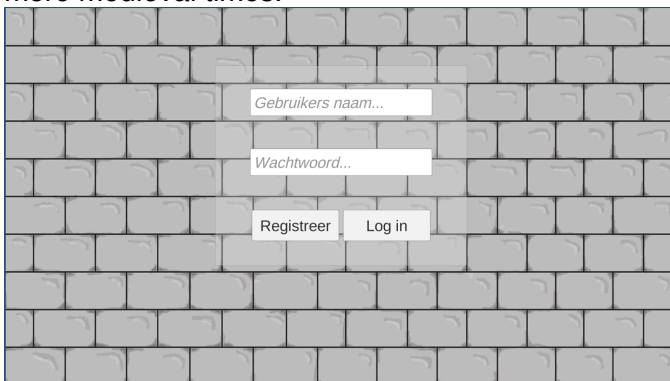 more medieval times.
Gebruikers naam...
Wachtwoord...
Registreer Log in